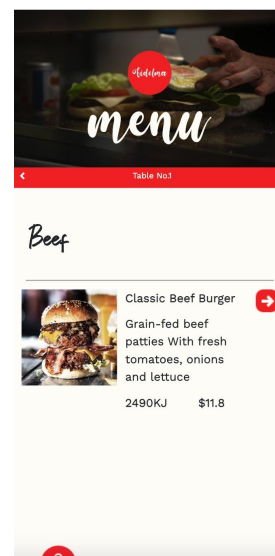 Obidelma
menu
Table No.1
Beef
Classic Beef Burger
Grain-fed beef
patties With fresh
tomatoes, onions
and lettuce
2490KJ $11.8